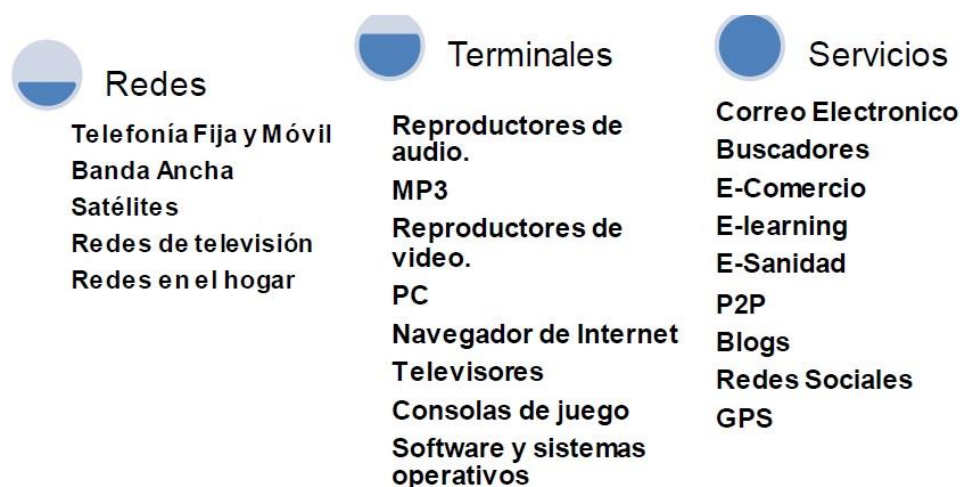 Redes
Telefonía Fija y Móvil
Banda Ancha
Satélites
Redes de televisión
Redes en el hogar
Terminales
Reproductores de
audio.
MP3
Reproductores de
video.
PC
Navegador de Internet
Televisores
Consolas de juego
Software y sistemas
operativos
Servicios
Correo Electronico
Buscadores
E-Comercio
E-learning
E-Sanidad
P2P
Blogs
Redes Sociales
GPS